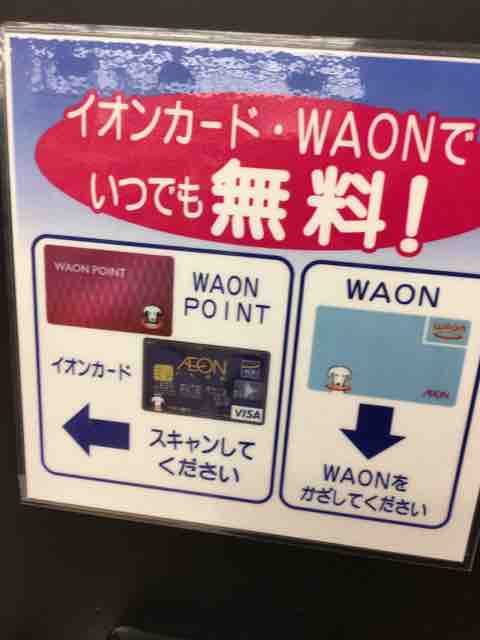 イオンカード・WAONで
いつでも無料!
WAON POINT
WAON
POINT
イオンカード
AEON
VISA
スキャンして
ください
WAON
waon
AEON
WAONを
かざしてください